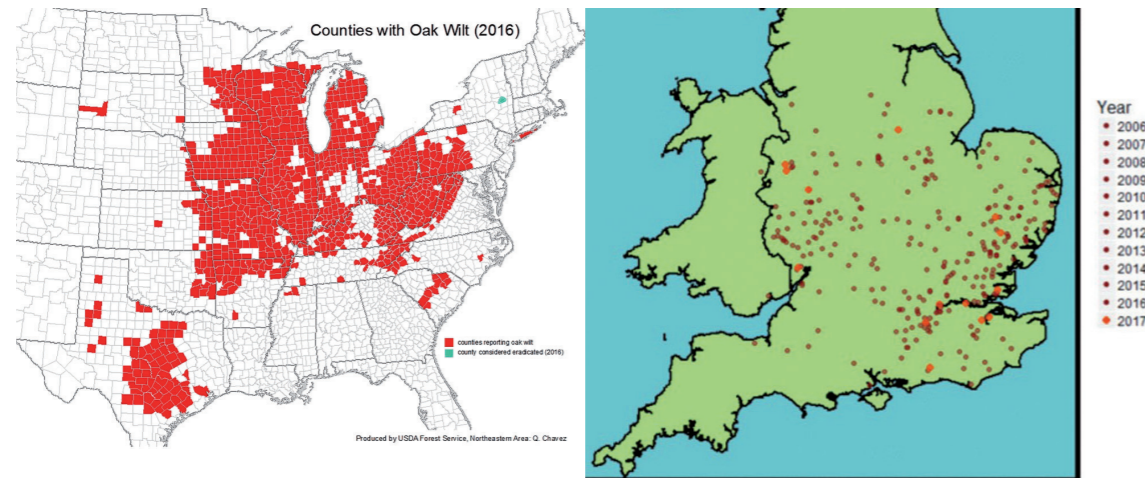 Counties with Oak Wilt (2016)
counties reporting oak wilt
county considered eradicated (2016)
Produced by USDA Forest Service, Northeastern Area: Q. Chavez
Year
2006
2007
2008
2009
2010
2011
2012
2013
2014
2015
2016
2017